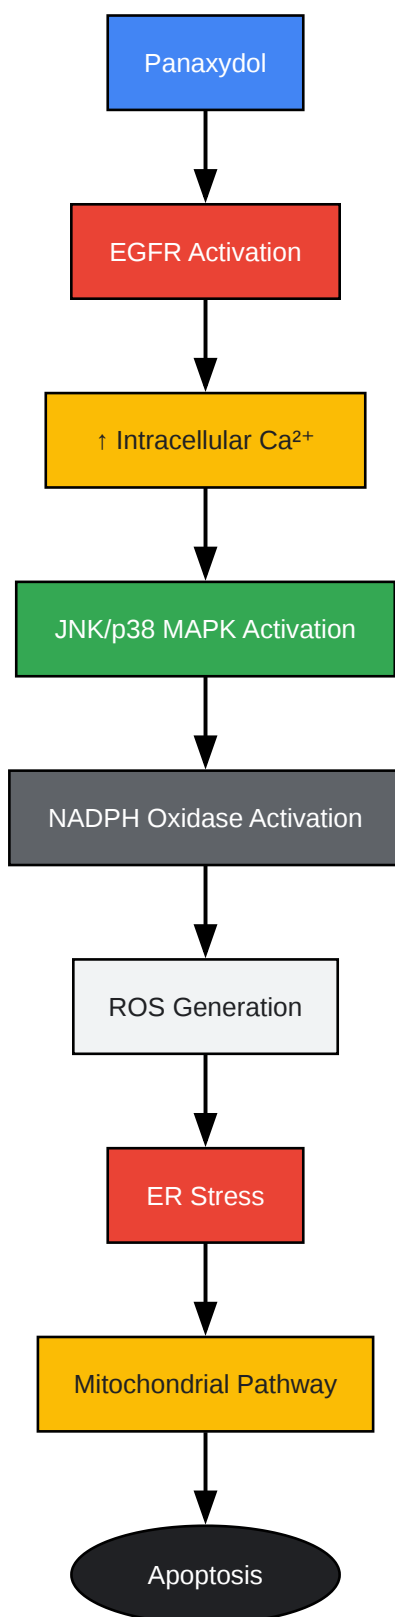 Panaxydol
EGFR Activation
↑ Intracellular Ca²⁺
JNK/p38 MAPK Activation
NADPH Oxidase Activation
ROS Generation
ER Stress
Mitochondrial Pathway
Apoptosis